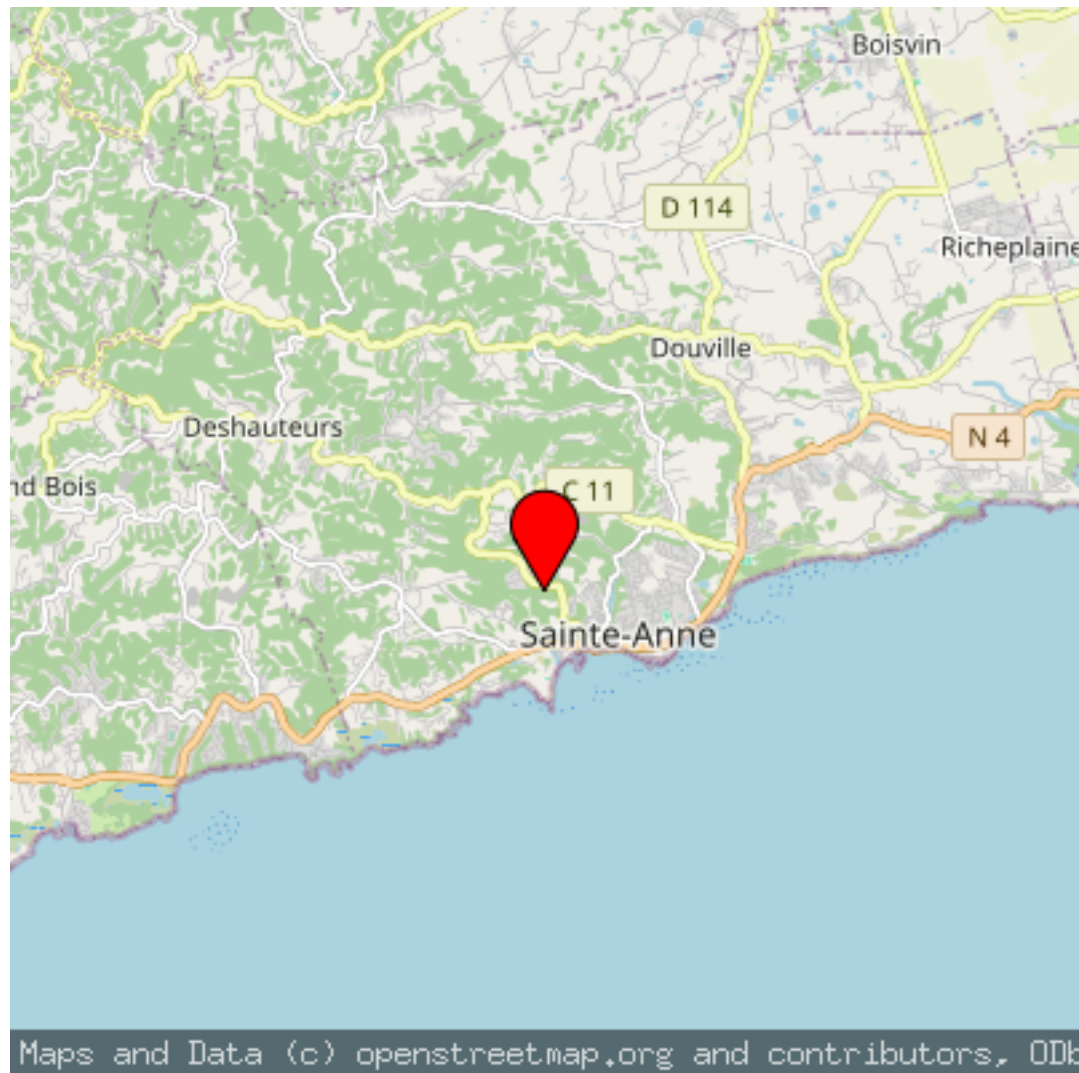 Boisvin
D 114
Richeplaine
Douville
Deshauteurs
N 4
nd Bois
C 11
Sainte-Anne
Maps and Data (c) openstreetmap.org and contributors, ODb